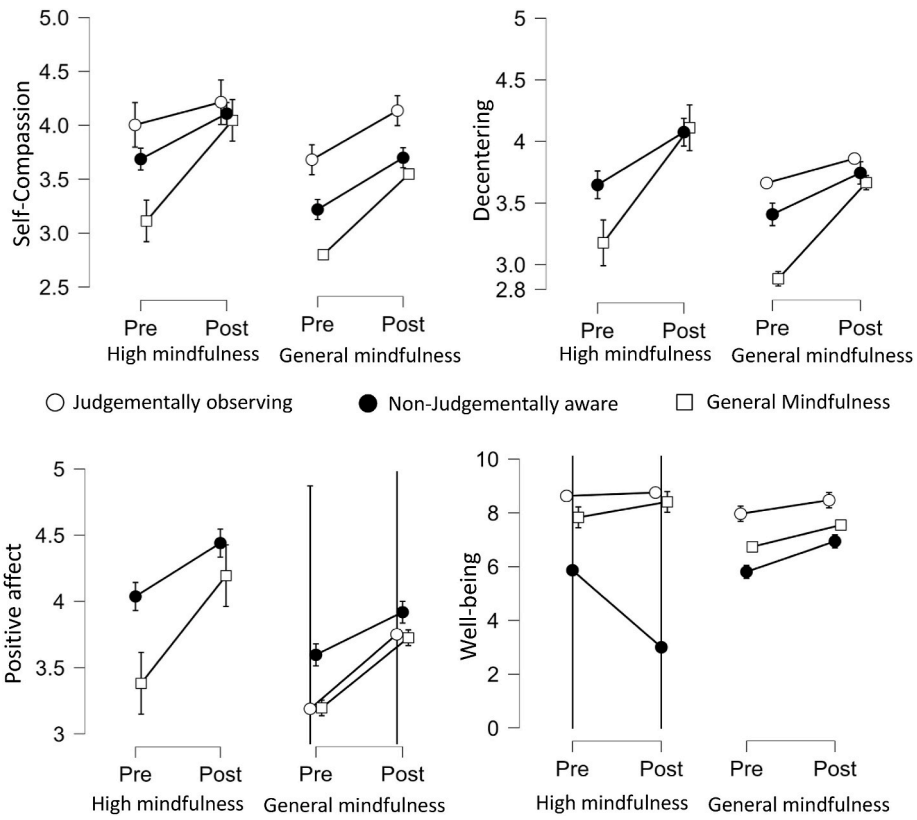 Self-Compassion
5.0
4.5
4.0
3.5
3.0
2.5
Pre Post
High mindfulness
Pre Post
General mindfulness
Decentering
5
4.5
4
3.5
3.0
2.8
Pre Post
High mindfulness
Pre Post
General mindfulness
Judgementally observing
Non-Judgementally aware
General Mindfulness
Positive affect
5
4.5
4
3.5
3
Pre Post
High mindfulness
Pre Post
General mindfulness
Well-being
10
8
6
4
2
0
Pre Post
High mindfulness
Pre Post
General mindfulness